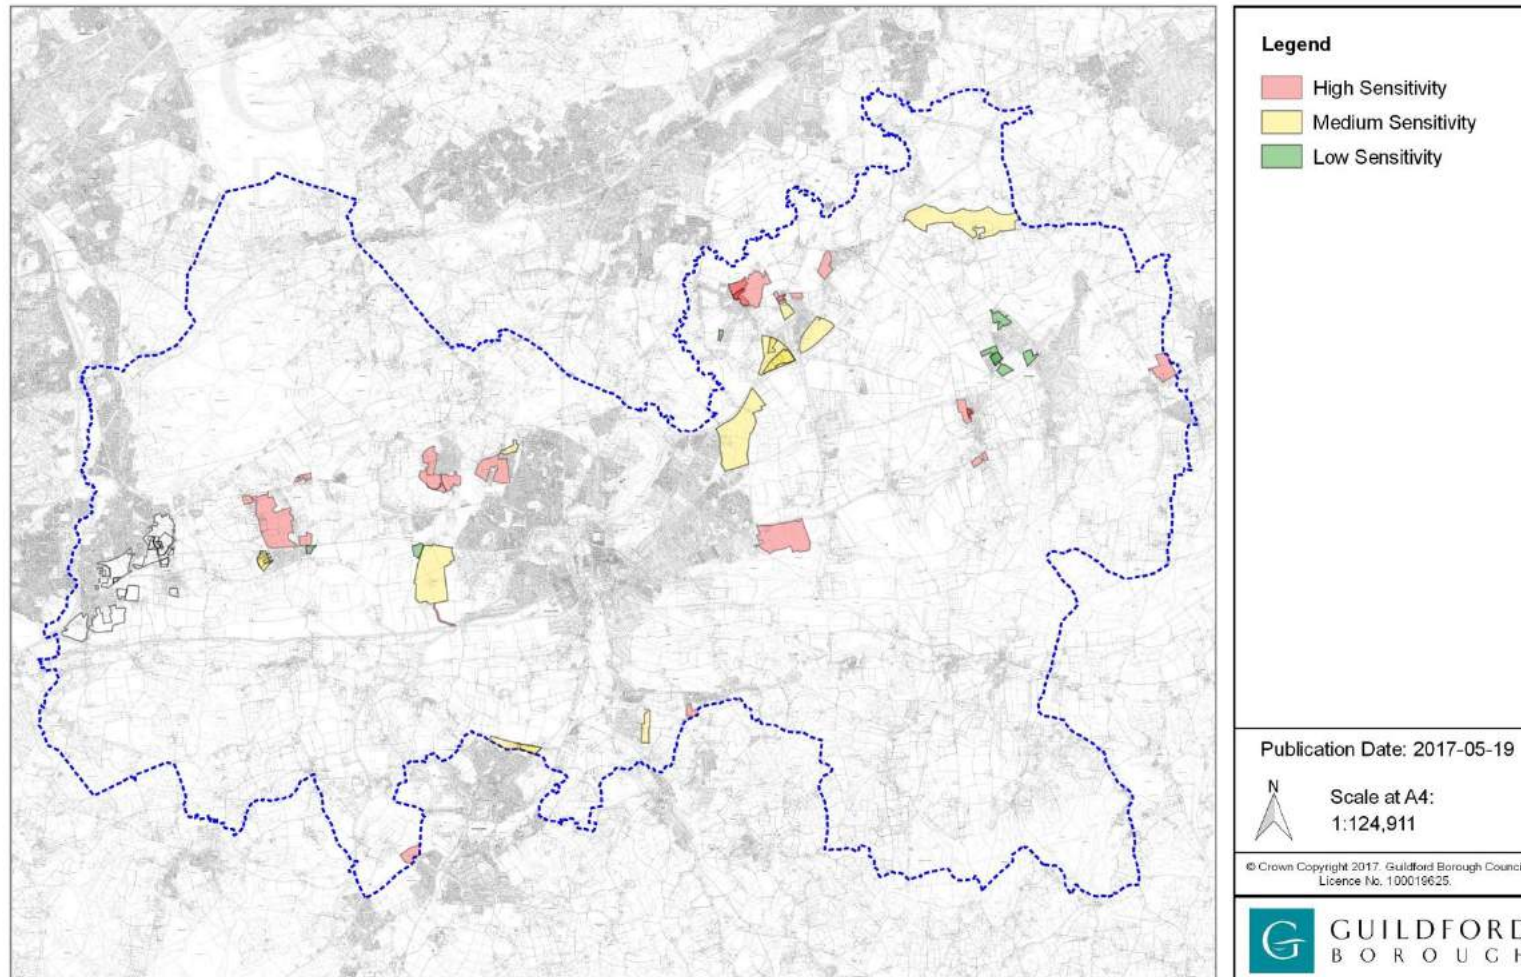 Legend
High Sensitivity
Medium Sensitivity
Low Sensitivity
Publication Date: 2017-05-19
N
Scale at A4:
1:124,911
© Crown Copyright 2017. Guildford Borough Counci
Licence No. 100019625.
G
GUILDFORD
BOROUGH